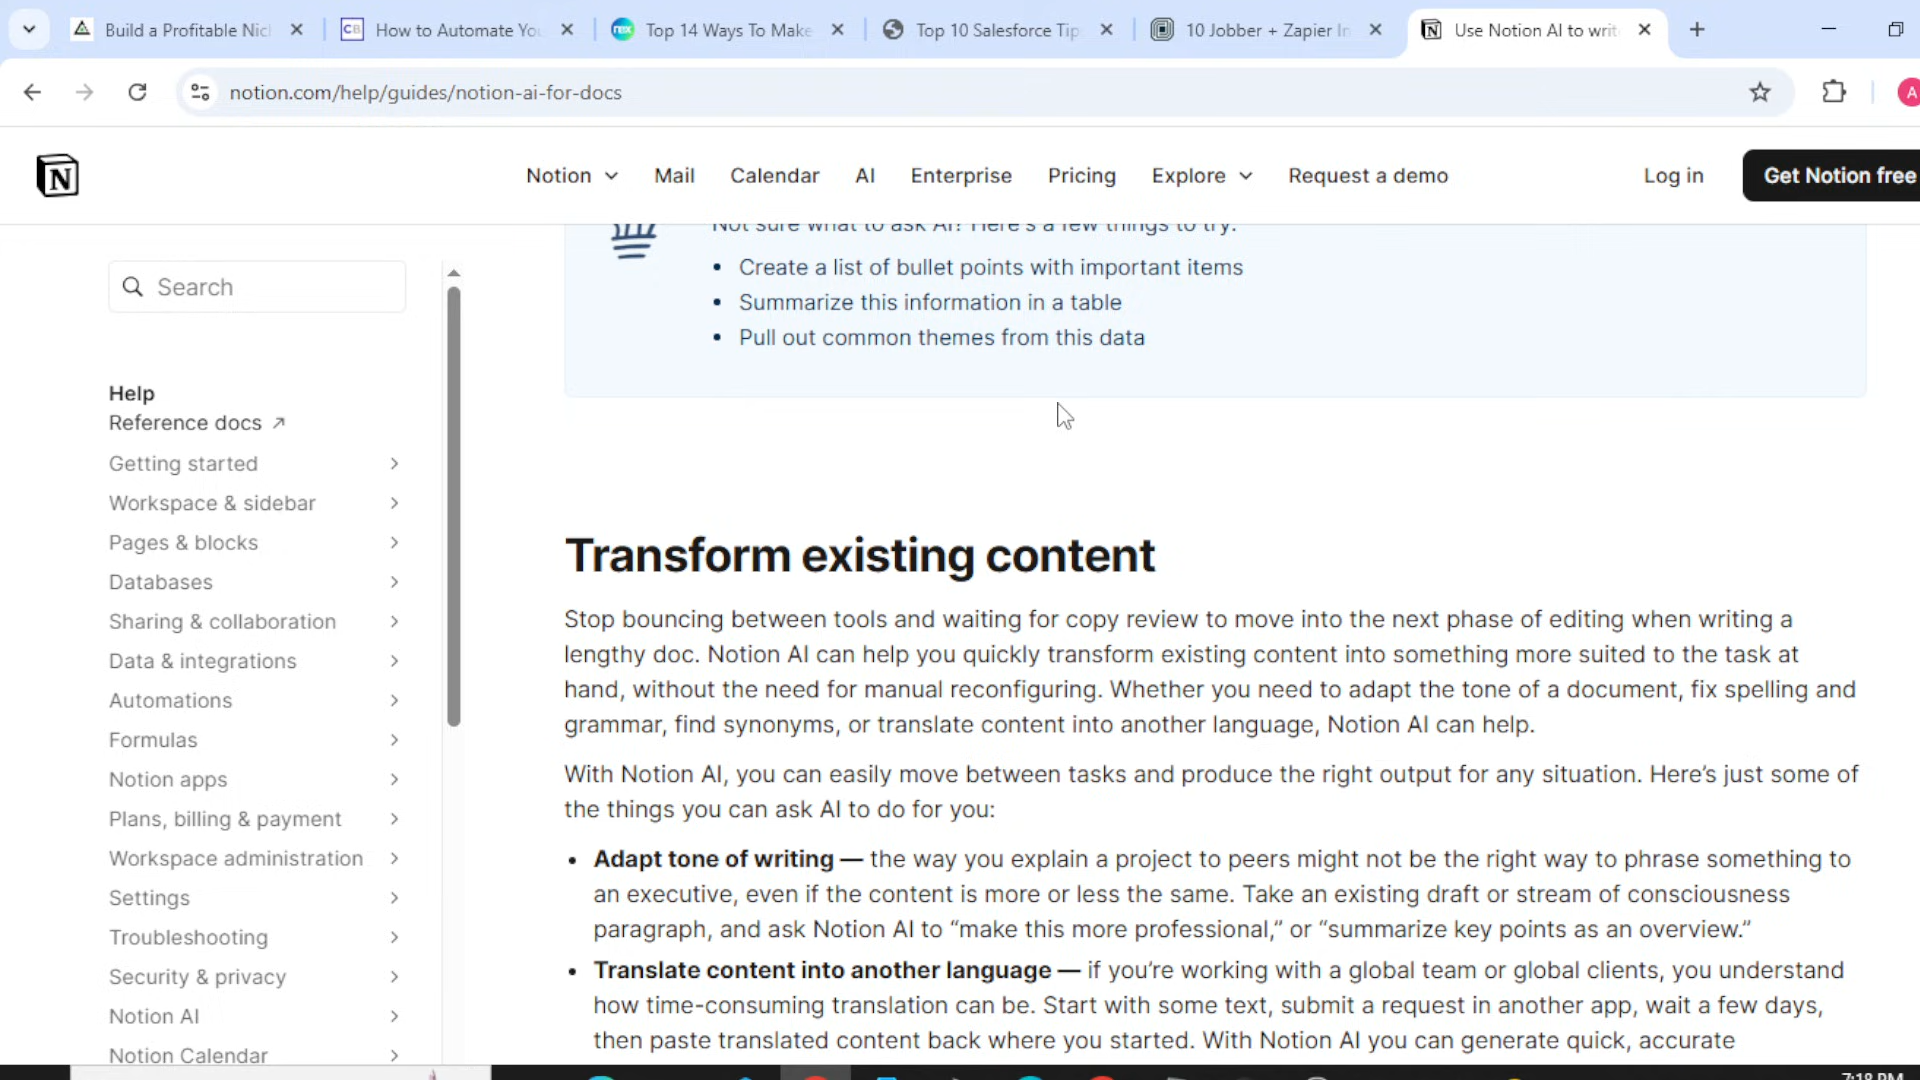 Build a Profitable Nic
CB
How to Automate Yo
nex
Top 14 Ways To Make
Top 10 Salesforce Tip
10 Jobber + Zapier In
Use Notion AI to writ
notion.com/help/guides/notion-ai-for-docs
A
N
Notion
Mail
Calendar
AI
Enterprise
Pricing
Explore
Request a demo
Log in
Get Notion free
Search
Help
Reference docs ↗
Getting started
Workspace & sidebar
Pages & blocks
Databases
Sharing & collaboration
Data & integrations
Automations
Formulas
Notion apps
Plans, billing & payment
Workspace administration
Settings
Troubleshooting
Security & privacy
Notion AI
Notion Calendar
Not sure what to ask AI? Here's a few things to try:
• Create a list of bullet points with important items
• Summarize this information in a table
• Pull out common themes from this data
Transform existing content
Stop bouncing between tools and waiting for copy review to move into the next phase of editing when writing a
lengthy doc. Notion AI can help you quickly transform existing content into something more suited to the task at
hand, without the need for manual reconfiguring. Whether you need to adapt the tone of a document, fix spelling and
grammar, find synonyms, or translate content into another language, Notion AI can help.
With Notion AI, you can easily move between tasks and produce the right output for any situation. Here’s just some of
the things you can ask AI to do for you:
• Adapt tone of writing — the way you explain a project to peers might not be the right way to phrase something to
an executive, even if the content is more or less the same. Take an existing draft or stream of consciousness
paragraph, and ask Notion AI to “make this more professional,” or “summarize key points as an overview.”
• Translate content into another language — if you’re working with a global team or global clients, you understand
how time-consuming translation can be. Start with some text, submit a request in another app, wait a few days,
then paste translated content back where you started. With Notion AI you can generate quick, accurate
7:18 PM